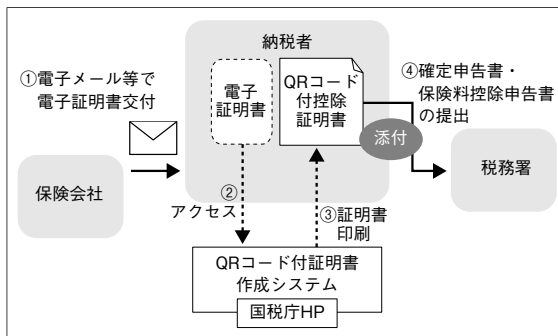 納税者
①電子メール等で
電子証明書交付
電子
証明書
QRコード
付控除
証明書
④確定申告書・
保険料控除申告書
の提出
添付
保険会社
税務署
②
アクセス
③証明書
印刷
QRコード付証明書
作成システム
国税庁HP